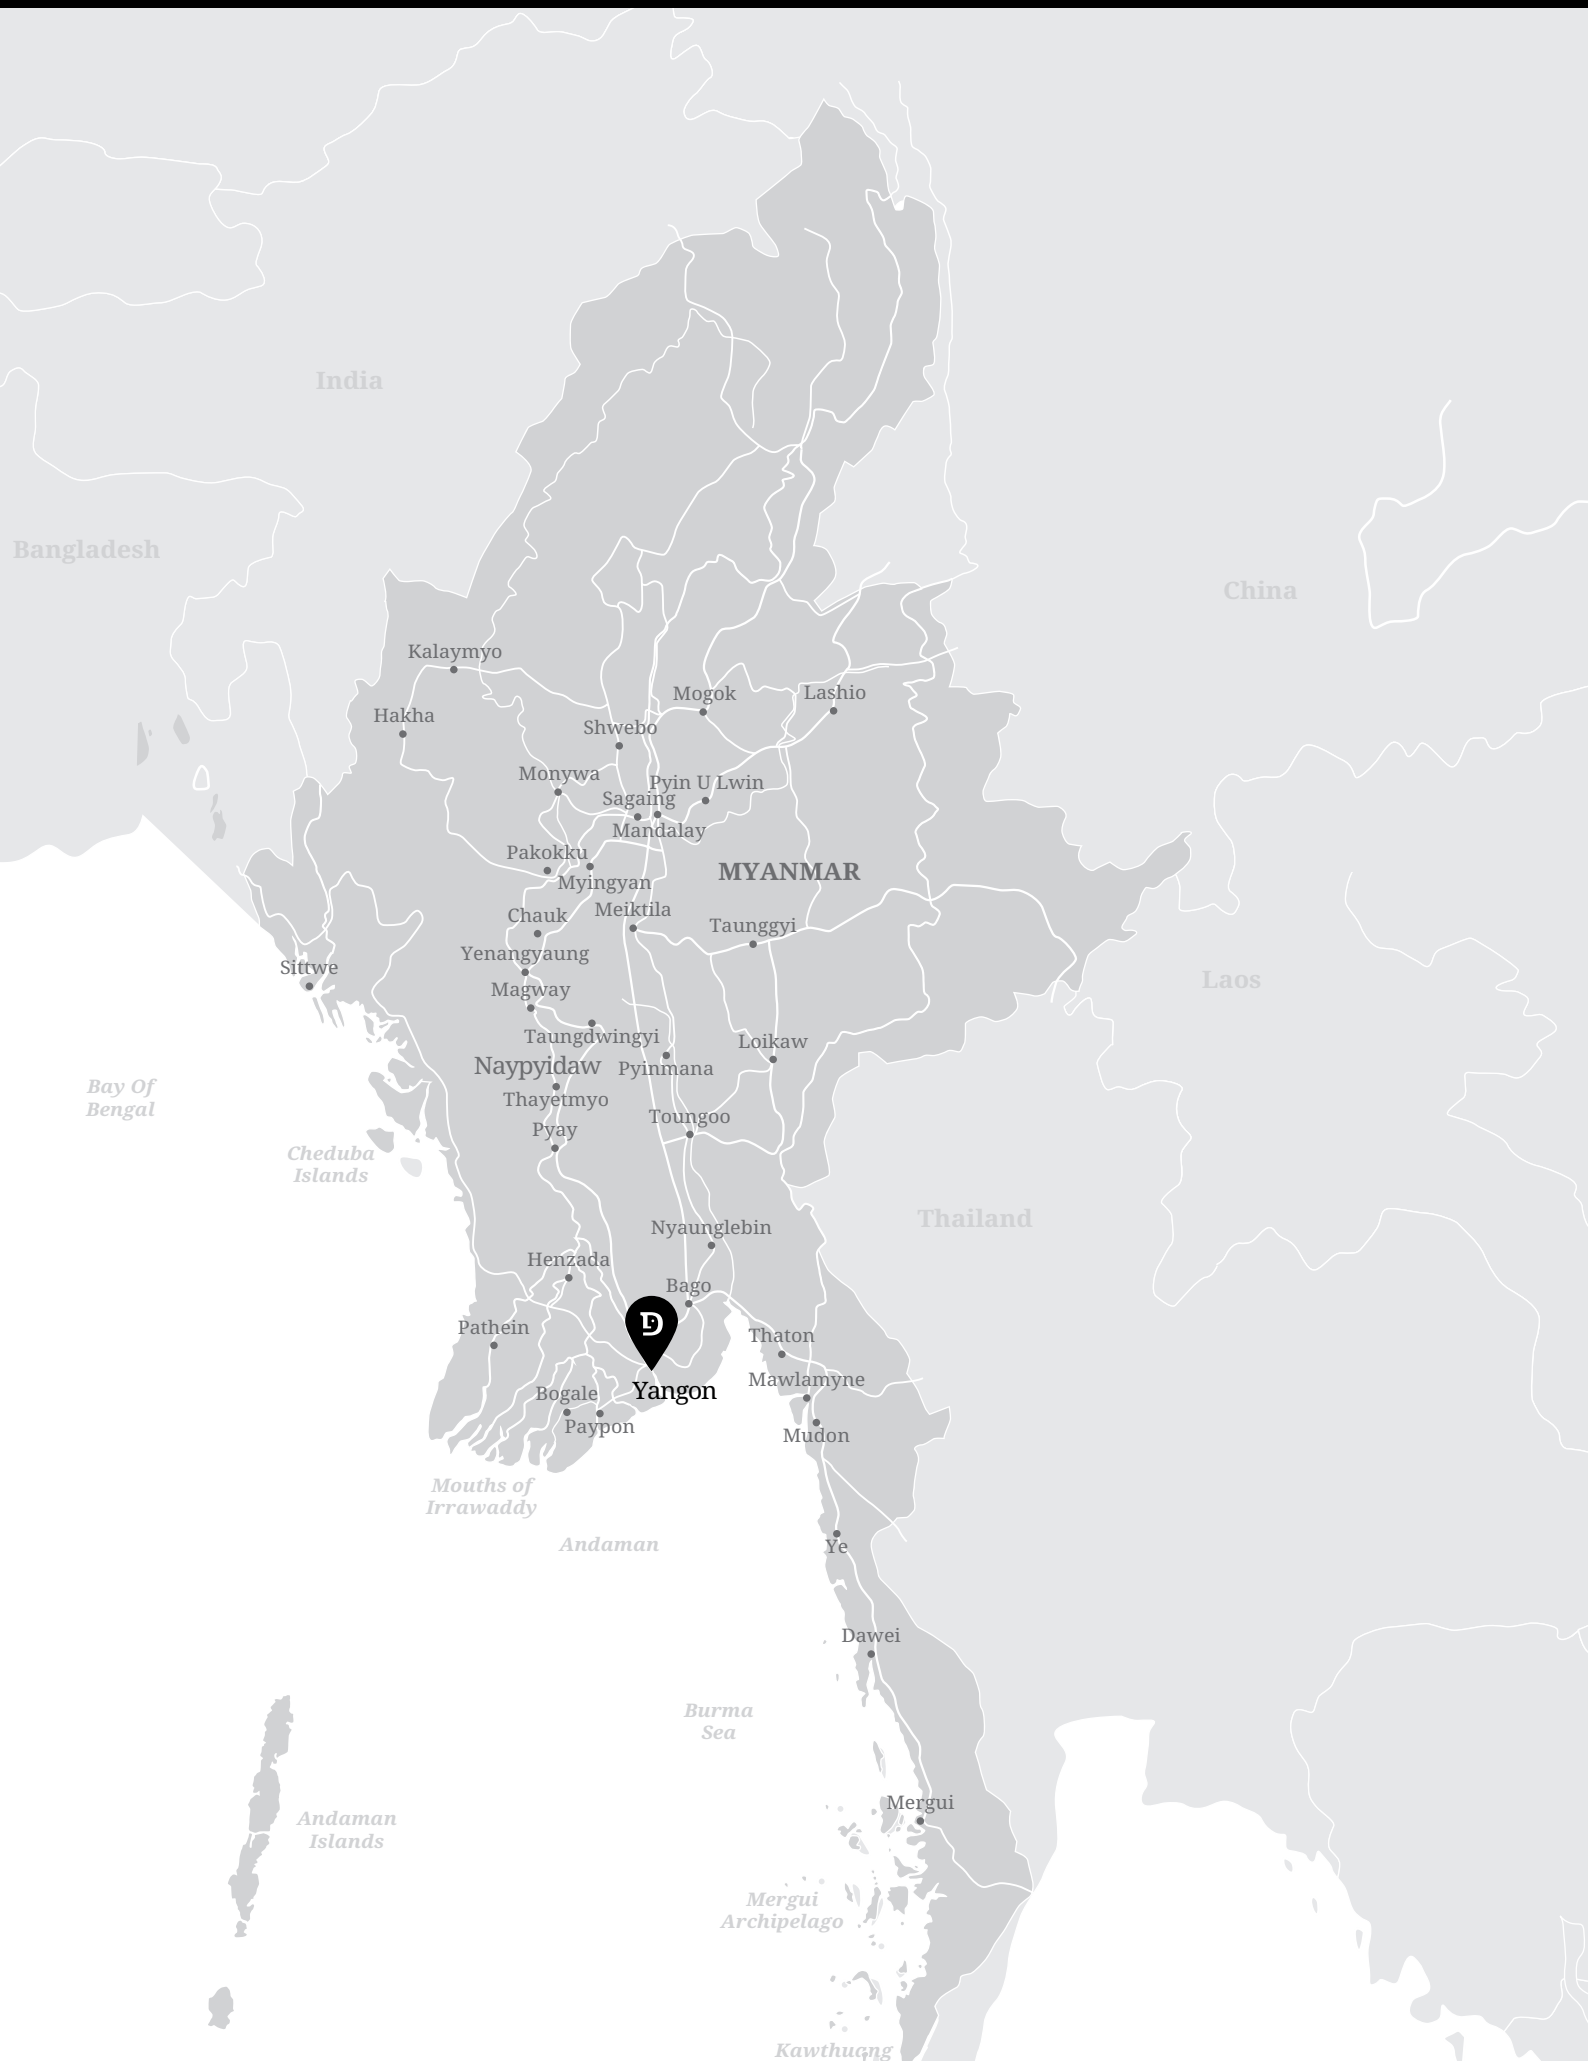 India
Bangladesh
China
Kalaymyo
Mogok
Lashio
Hakha
Shwebo
Monywa
Pyin U Lwin
Sagaing
Mandalay
Pakokku
MYANMAR
Myingyan
Chauk
Meiktila
Taunggyi
Yenangyaung
Sittwe
Laos
Magway
Taungdwingyi
Loikaw
Naypyidaw
Pyinmana
Bay Of
Bengal
Thayetmyo
Toungoo
Pyay
Cheduba
Islands
Thailand
Nyaunglebin
Henzada
Bago
D
Pathein
Thaton
Mawlamyne
Yangon
Bogale
Paypon
Mudon
Mouths of
Irrawaddy
Andaman
Ye
Dawei
Burma
Sea
Mergui
Andaman
Islands
Mergui
Archipelago
Kawthuang